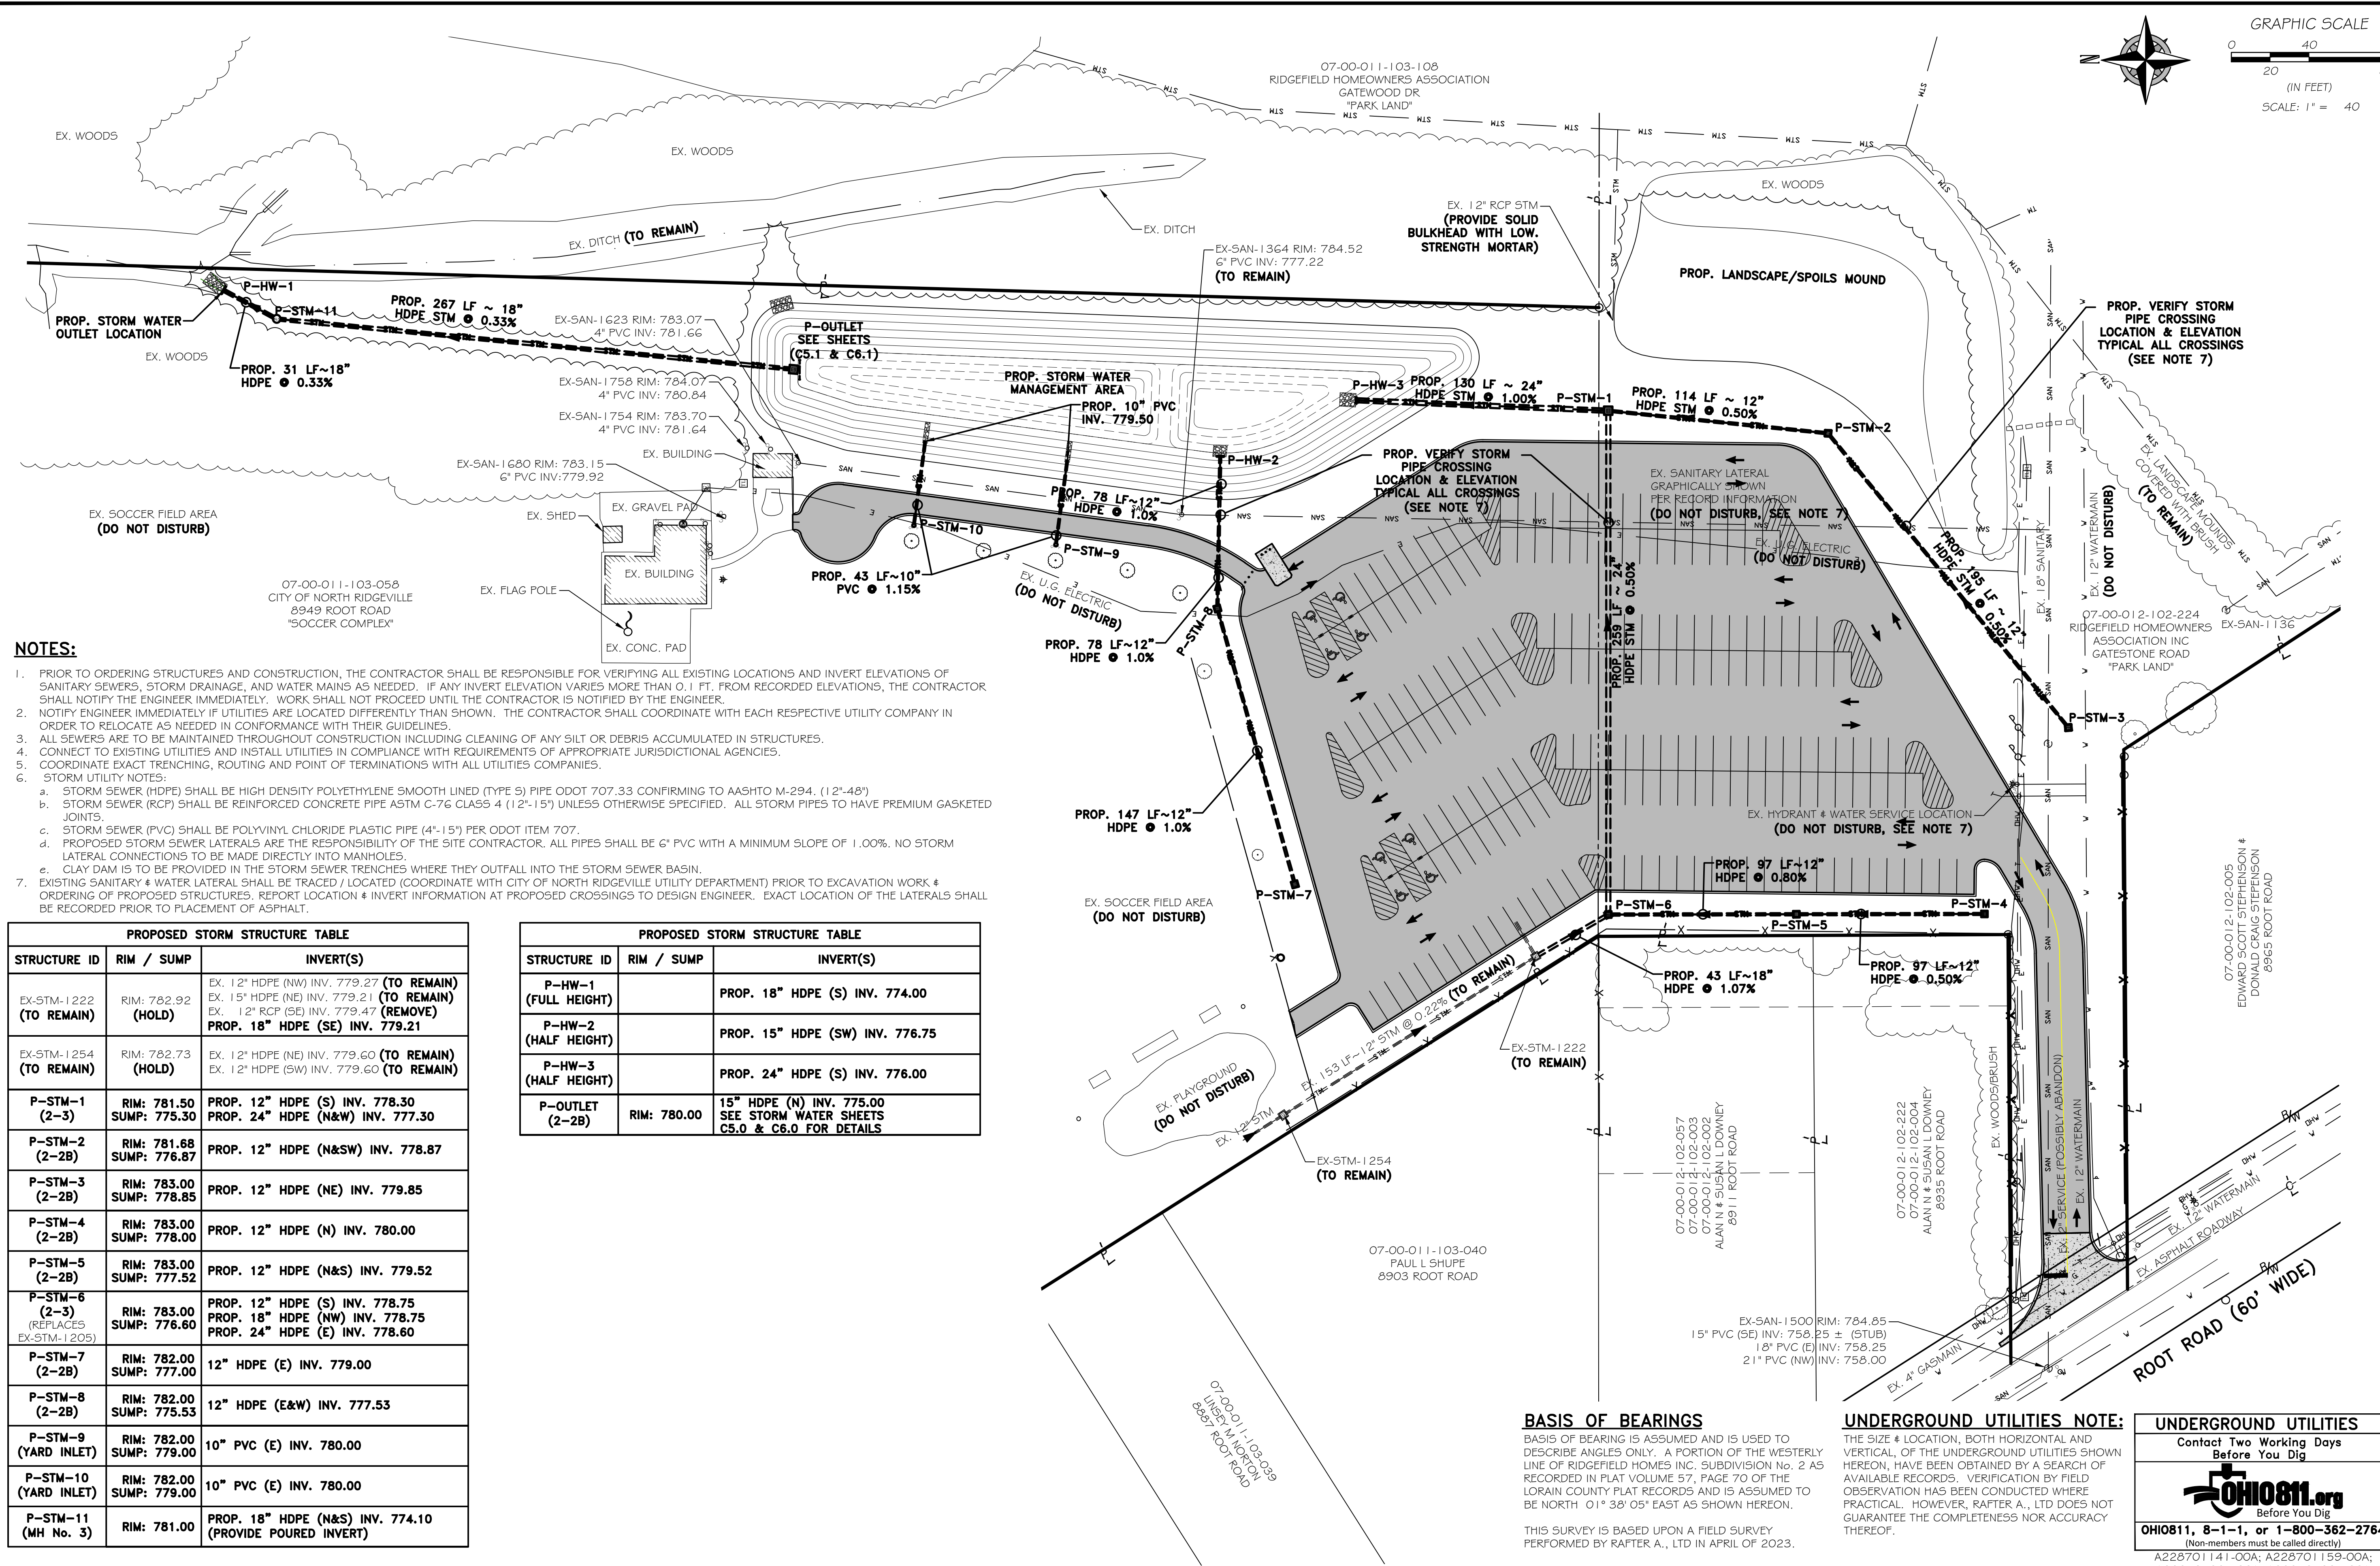 GRAPHIC SCALE
0
40
20
(IN FEET)
SCALE: 1" = 40
N
07-00-011-103-108
RIDGEFIELD HOMEOWNERS ASSOCIATION
GATEWOOD DR
"PARK LAND"
EX. WOODS
EX. WOODS
EX. WOODS
EX. DITCH (TO REMAIN)
EX. DITCH
EX. 12" RCP STM
(PROVIDE SOLID
BULKHEAD WITH LOW.
STRENGTH MORTAR)
EX-SAN-1364 RIM: 784.52
6" PVC INV: 777.22
(TO REMAIN)
PROP. LANDSCAPE/SPOILS MOUND
PROP. VERIFY STORM
PIPE CROSSING
LOCATION & ELEVATION
TYPICAL ALL CROSSINGS
(SEE NOTE 7)
P-HW-1
P-STM-11
PROP. 267 LF ~ 18"
HDPE STM @ 0.33%
PROP. STORM WATER
OUTLET LOCATION
EX. WOODS
PROP. 31 LF~18"
HDPE @ 0.33%
EX-SAN-1623 RIM: 783.07
4" PVC INV: 781.66
P-OUTLET
SEE SHEETS
(C5.1 & C6.1)
EX-SAN-1758 RIM: 784.07
4" PVC INV: 780.84
EX-SAN-1754 RIM: 783.70
4" PVC INV: 781.64
PROP. STORM WATER
MANAGEMENT AREA
PROP. 10" PVC
INV. 779.50
P-HW-3
PROP. 130 LF ~ 24"
HDPE STM @ 1.00%
P-STM-1
PROP. 114 LF ~ 12"
HDPE STM @ 0.50%
P-STM-2
EX. BUILDING
EX-SAN-1680 RIM: 783.15
6" PVC INV:779.92
P-HW-2
PROP. VERIFY STORM
PIPE CROSSING
LOCATION & ELEVATION
TYPICAL ALL CROSSINGS
(SEE NOTE 7)
EX. SANITARY LATERAL
GRAPHICALLY SHOWN
PER RECORD INFORMATION
(DO NOT DISTURB, SEE NOTE 7)
EX. U.G. ELECTRIC
(DO NOT DISTURB)
PROP. 78 LF~12"
HDPE @ 1.0%
EX. SOCCER FIELD AREA
(DO NOT DISTURB)
EX. SHED
EX. GRAVEL PAD
EX. BUILDING
EX. FLAG POLE
EX. CONC. PAD
P-STM-10
P-STM-9
PROP. 43 LF~10"
PVC @ 1.15%
EX. U.G. ELECTRIC
(DO NOT DISTURB)
PROP. 78 LF~12"
HDPE @ 1.0%
P-STM-8
PROP. 259 LF ~ 24"
HDPE STM @ 0.50%
PROP. 195 LF ~ 12"
HDPE STM @ 0.50%
EX. 18" SANITARY
EX. 12" WATERMAIN
(DO NOT DISTURB)
EX. LANDSCAPE MOUNDS
COVERED WITH BRUSH
(TO REMAIN)
07-00-012-102-224
RIDGEFIELD HOMEOWNERS
ASSOCIATION INC
GATESTONE ROAD
"PARK LAND"
EX-SAN-1136
P-STM-3
07-00-011-103-058
CITY OF NORTH RIDGEVILLE
8949 ROOT ROAD
"SOCCER COMPLEX"
NOTES:
1. PRIOR TO ORDERING STRUCTURES AND CONSTRUCTION, THE CONTRACTOR SHALL BE RESPONSIBLE FOR VERIFYING ALL EXISTING LOCATIONS AND INVERT ELEVATIONS OF
SANITARY SEWERS, STORM DRAINAGE, AND WATER MAINS AS NEEDED. IF ANY INVERT ELEVATION VARIES MORE THAN 0.1 FT. FROM RECORDED ELEVATIONS, THE CONTRACTOR
SHALL NOTIFY THE ENGINEER IMMEDIATELY. WORK SHALL NOT PROCEED UNTIL THE CONTRACTOR IS NOTIFIED BY THE ENGINEER.
2. NOTIFY ENGINEER IMMEDIATELY IF UTILITIES ARE LOCATED DIFFERENTLY THAN SHOWN. THE CONTRACTOR SHALL COORDINATE WITH EACH RESPECTIVE UTILITY COMPANY IN
ORDER TO RELOCATE AS NEEDED IN CONFORMANCE WITH THEIR GUIDELINES.
3. ALL SEWERS ARE TO BE MAINTAINED THROUGHOUT CONSTRUCTION INCLUDING CLEANING OF ANY SILT OR DEBRIS ACCUMULATED IN STRUCTURES.
4. CONNECT TO EXISTING UTILITIES AND INSTALL UTILITIES IN COMPLIANCE WITH REQUIREMENTS OF APPROPRIATE JURISDICTIONAL AGENCIES.
5. COORDINATE EXACT TRENCHING, ROUTING AND POINT OF TERMINATIONS WITH ALL UTILITIES COMPANIES.
6. STORM UTILITY NOTES:
a. STORM SEWER (HDPE) SHALL BE HIGH DENSITY POLYETHYLENE SMOOTH LINED (TYPE S) PIPE ODOT 707.33 CONFIRMING TO AASHTO M-294. (12"-48")
b. STORM SEWER (RCP) SHALL BE REINFORCED CONCRETE PIPE ASTM C-76 CLASS 4 (12"-15") UNLESS OTHERWISE SPECIFIED. ALL STORM PIPES TO HAVE PREMIUM GASKETED
JOINTS.
c. STORM SEWER (PVC) SHALL BE POLYVINYL CHLORIDE PLASTIC PIPE (4"-15") PER ODOT ITEM 707.
d. PROPOSED STORM SEWER LATERALS ARE THE RESPONSIBILITY OF THE SITE CONTRACTOR. ALL PIPES SHALL BE 6" PVC WITH A MINIMUM SLOPE OF 1.00%. NO STORM
LATERAL CONNECTIONS TO BE MADE DIRECTLY INTO MANHOLES.
e. CLAY DAM IS TO BE PROVIDED IN THE STORM SEWER TRENCHES WHERE THEY OUTFALL INTO THE STORM SEWER BASIN.
7. EXISTING SANITARY & WATER LATERAL SHALL BE TRACED / LOCATED (COORDINATE WITH CITY OF NORTH RIDGEVILLE UTILITY DEPARTMENT) PRIOR TO EXCAVATION WORK &
ORDERING OF PROPOSED STRUCTURES. REPORT LOCATION & INVERT INFORMATION AT PROPOSED CROSSINGS TO DESIGN ENGINEER. EXACT LOCATION OF THE LATERALS SHALL
BE RECORDED PRIOR TO PLACEMENT OF ASPHALT.
PROP. 147 LF~12"
HDPE @ 1.0%
P-STM-7
EX. SOCCER FIELD AREA
(DO NOT DISTURB)
EX. HYDRANT & WATER SERVICE LOCATION
(DO NOT DISTURB, SEE NOTE 7)
PROP. 97 LF~12"
HDPE @ 0.80%
P-STM-6
P-STM-5
P-STM-4
PROP. 43 LF~18"
HDPE @ 1.07%
PROP. 97 LF~12"
HDPE @ 0.50%
EX. 153 LF~12" STM @ 0.22% (TO REMAIN)
EX-STM-1222
(TO REMAIN)
EX. PLAYGROUND
(DO NOT DISTURB)
EX. 12" STM
EX-STM-1254
(TO REMAIN)
07-00-012-102-005
EDWARD SCOTT STEPHENSON &
DONALD CRAIG STEPENSON
8965 ROOT ROAD
07-00-012-102-057
07-00-012-102-003
07-00-012-102-002
ALAN N & SUSAN L DOWNEY
8911 ROOT ROAD
07-00-012-102-222
07-00-012-102-004
ALAN N & SUSAN L DOWNEY
8935 ROOT ROAD
EX. WOODS/BRUSH
EX. 2" SERVICE (POSSIBLY ABANDON)
EX. 12" WATERMAIN
EX. 12" WATERMAIN
EX. ASPHALT ROADWAY
R/W
R/W
ROOT ROAD (60' WIDE)
EX. 4" GASMAIN
EX-SAN-1500 RIM: 784.85
15" PVC (SE) INV: 758.25 ± (STUB)
18" PVC (E) INV: 758.25
21" PVC (NW) INV: 758.00
07-00-011-103-040
PAUL L SHUPE
8903 ROOT ROAD
07-00-011-103-039
LINSEY M NORTON
8887 ROOT ROAD
PROPOSED STORM STRUCTURE TABLE
STRUCTURE ID RIM / SUMP INVERT(S)
EX-STM-1222 (TO REMAIN) RIM: 782.92 (HOLD)
EX. 12" HDPE (NW) INV. 779.27 (TO REMAIN)
EX. 15" HDPE (NE) INV. 779.21 (TO REMAIN)
EX. 12" RCP (SE) INV. 779.47 (REMOVE)
PROP. 18" HDPE (SE) INV. 779.21
EX-STM-1254 (TO REMAIN) RIM: 782.73 (HOLD)
EX. 12" HDPE (NE) INV. 779.60 (TO REMAIN)
EX. 12" HDPE (SW) INV. 779.60 (TO REMAIN)
P-STM-1 RIM: 781.50 PROP. 12" HDPE (S) INV. 778.30
(2-3) SUMP: 775.30 PROP. 24" HDPE (N&W) INV. 777.30
P-STM-2 RIM: 781.68
(2-2B) SUMP: 776.87 PROP. 12" HDPE (N&SW) INV. 778.87
P-STM-3 RIM: 783.00
(2-2B) SUMP: 778.85 PROP. 12" HDPE (NE) INV. 779.85
P-STM-4 RIM: 783.00
(2-2B) SUMP: 778.00 PROP. 12" HDPE (N) INV. 780.00
P-STM-5 RIM: 783.00
(2-2B) SUMP: 777.52 PROP. 12" HDPE (N&S) INV. 779.52
P-STM-6 PROP. 12" HDPE (S) INV. 778.75
(2-3) RIM: 783.00 PROP. 18" HDPE (NW) INV. 778.75
(REPLACES SUMP: 776.60 PROP. 24" HDPE (E) INV. 778.60
EX-STM-1205)
P-STM-7 RIM: 782.00
(2-2B) SUMP: 777.00 12" HDPE (E) INV. 779.00
P-STM-8 RIM: 782.00
(2-2B) SUMP: 775.53 12" HDPE (E&W) INV. 777.53
P-STM-9 RIM: 782.00
(YARD INLET) SUMP: 779.00 10" PVC (E) INV. 780.00
P-STM-10 RIM: 782.00
(YARD INLET) SUMP: 779.00 10" PVC (E) INV. 780.00
P-STM-11 RIM: 781.00 PROP. 18" HDPE (N&S) INV. 774.10
(MH No. 3) (PROVIDE POURED INVERT)
PROPOSED STORM STRUCTURE TABLE
STRUCTURE ID RIM / SUMP INVERT(S)
P-HW-1
(FULL HEIGHT) PROP. 18" HDPE (S) INV. 774.00
P-HW-2
(HALF HEIGHT) PROP. 15" HDPE (SW) INV. 776.75
P-HW-3
(HALF HEIGHT) PROP. 24" HDPE (S) INV. 776.00
P-OUTLET
(2-2B) RIM: 780.00
15" HDPE (N) INV. 775.00
SEE STORM WATER SHEETS
C5.0 & C6.0 FOR DETAILS
BASIS OF BEARINGS
BASIS OF BEARING IS ASSUMED AND IS USED TO
DESCRIBE ANGLES ONLY. A PORTION OF THE WESTERLY
LINE OF RIDGEFIELD HOMES INC. SUBDIVISION No. 2 AS
RECORDED IN PLAT VOLUME 57, PAGE 70 OF THE
LORAIN COUNTY PLAT RECORDS AND IS ASSUMED TO
BE NORTH 01° 38' 05" EAST AS SHOWN HEREON.
THIS SURVEY IS BASED UPON A FIELD SURVEY
PERFORMED BY RAFTER A., LTD IN APRIL OF 2023.
UNDERGROUND UTILITIES NOTE:
THE SIZE & LOCATION, BOTH HORIZONTAL AND
VERTICAL, OF THE UNDERGROUND UTILITIES SHOWN
HEREON, HAVE BEEN OBTAINED BY A SEARCH OF
AVAILABLE RECORDS. VERIFICATION BY FIELD
OBSERVATION HAS BEEN CONDUCTED WHERE
PRACTICAL. HOWEVER, RAFTER A., LTD DOES NOT
GUARANTEE THE COMPLETENESS NOR ACCURACY
THEREOF.
UNDERGROUND UTILITIES
Contact Two Working Days
Before You Dig
OHIO811.org
Before You Dig
OHIO811, 8-1-1, or 1-800-362-2764
(Non-members must be called directly)
A228701141-00A; A228701159-00A;